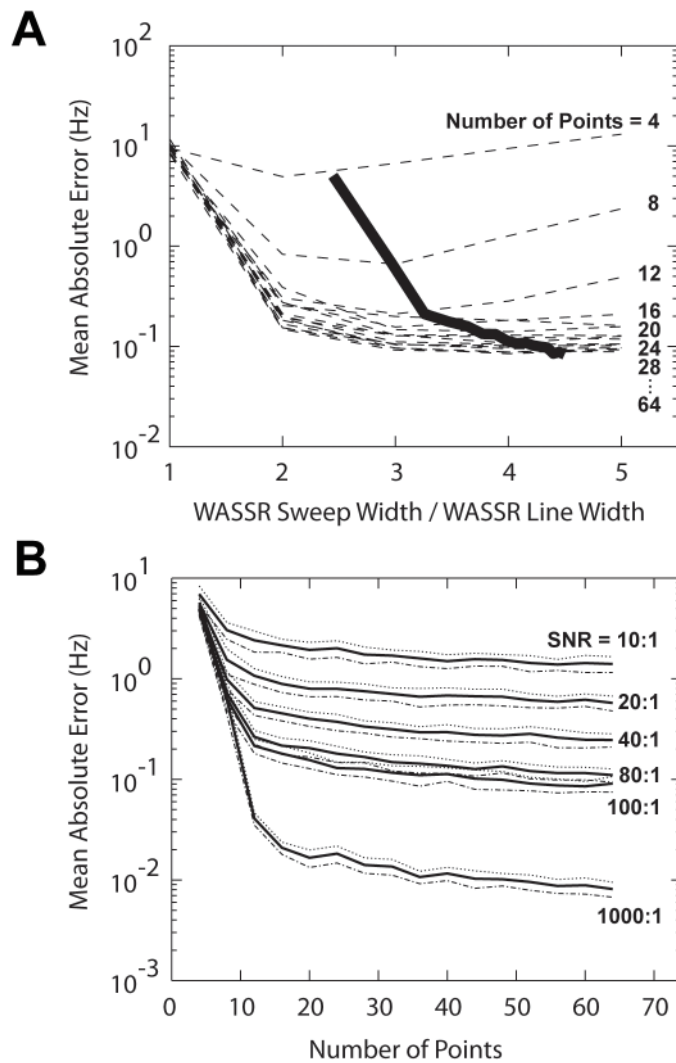 A
10^2
10^1
10^0
10^-1
10^-2
Mean Absolute Error (Hz)
Number of Points = 4
8
12
16
20
24
28
⋮
64
1 2 3 4 5
WASSR Sweep Width / WASSR Line Width
B
10^1
10^0
10^-1
10^-2
10^-3
Mean Absolute Error (Hz)
SNR = 10:1
20:1
40:1
80:1
100:1
1000:1
0 10 20 30 40 50 60 70
Number of Points